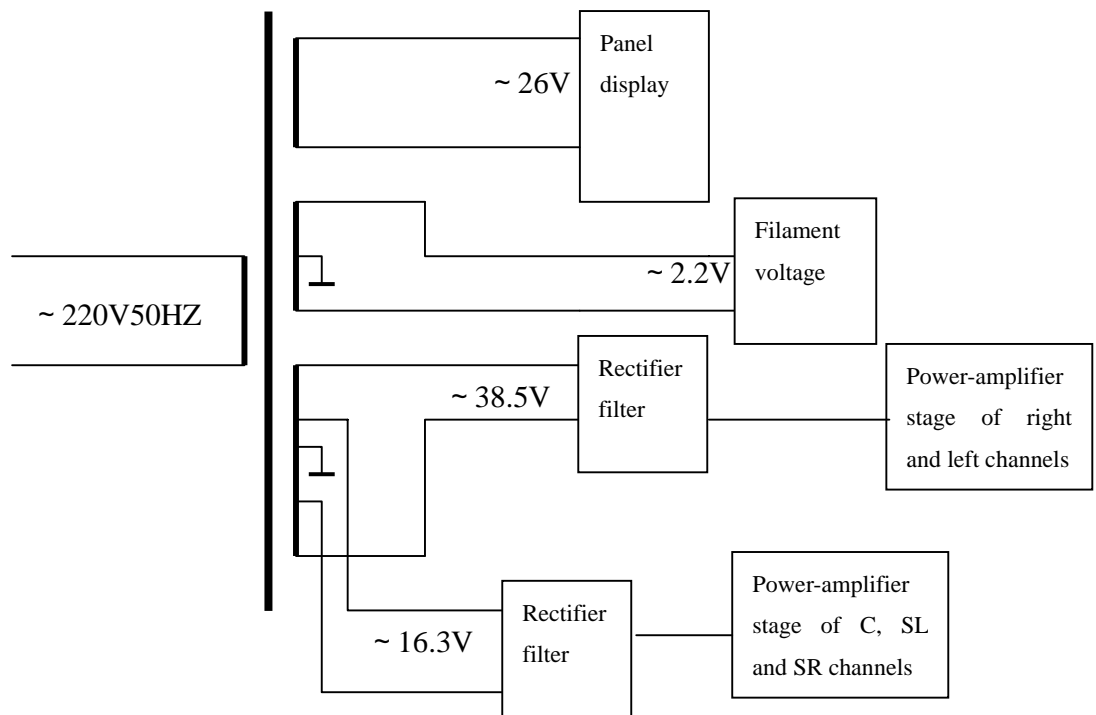 Panel
display
~ 26V
Filament
voltage
~ 2.2V
~ 220V50HZ
Rectifier
filter
~ 38.5V
Power-amplifier
stage of right
and left channels
Rectifier
filter
~ 16.3V
Power-amplifier
stage of C, SL
and SR channels